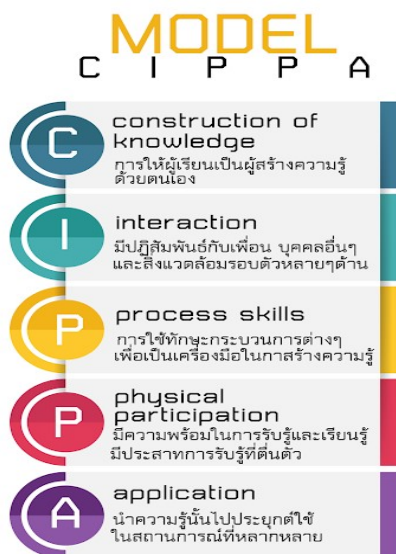 MODEL
C I P P A
C
construction of
knowledge
การให้ผู้เรียนเป็นผู้สร้างความรู้
ด้วยตนเอง
I
interaction
มีปฏิสัมพันธ์กับเพื่อน บุคคลอื่นๆ
และสิ่งแวดล้อมรอบตัวหลายๆด้าน
P
process skills
การใช้ทักษะกระบวนการต่างๆ
เพื่อเป็นเครื่องมือในกาสร้างความรู้
P
physical
participation
มีความพร้อมในการรับรู้และเรียนรู้
มีประสาทการรับรู้ที่ตื่นตัว
A
application
นำความรู้นั้นไปประยุกต์ใช้
ในสถานการณ์ที่หลากหลาย